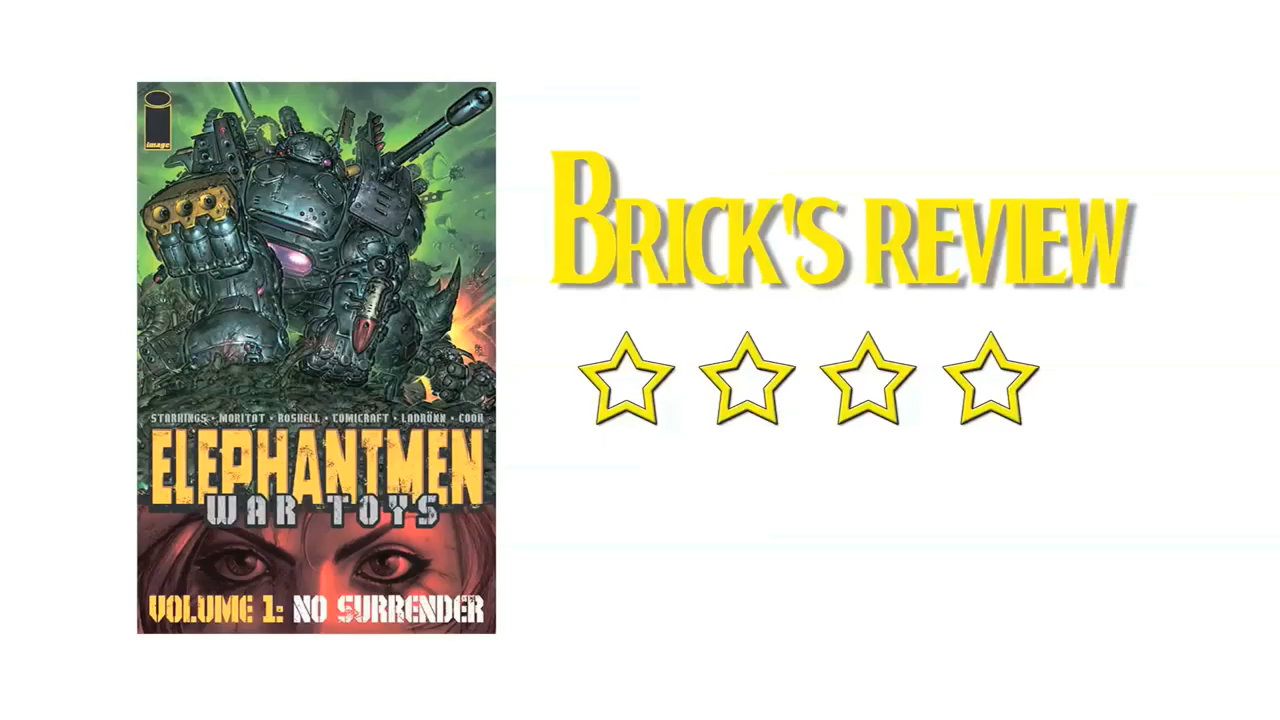 image
STARKINGS • MORITAT • ROSHELL • COMICRAFT • LADRÖNN • COOK
ELEPHANTMEN
WAR TOYS
VOLUME 1: NO SURRENDER
BRICK'S REVIEW